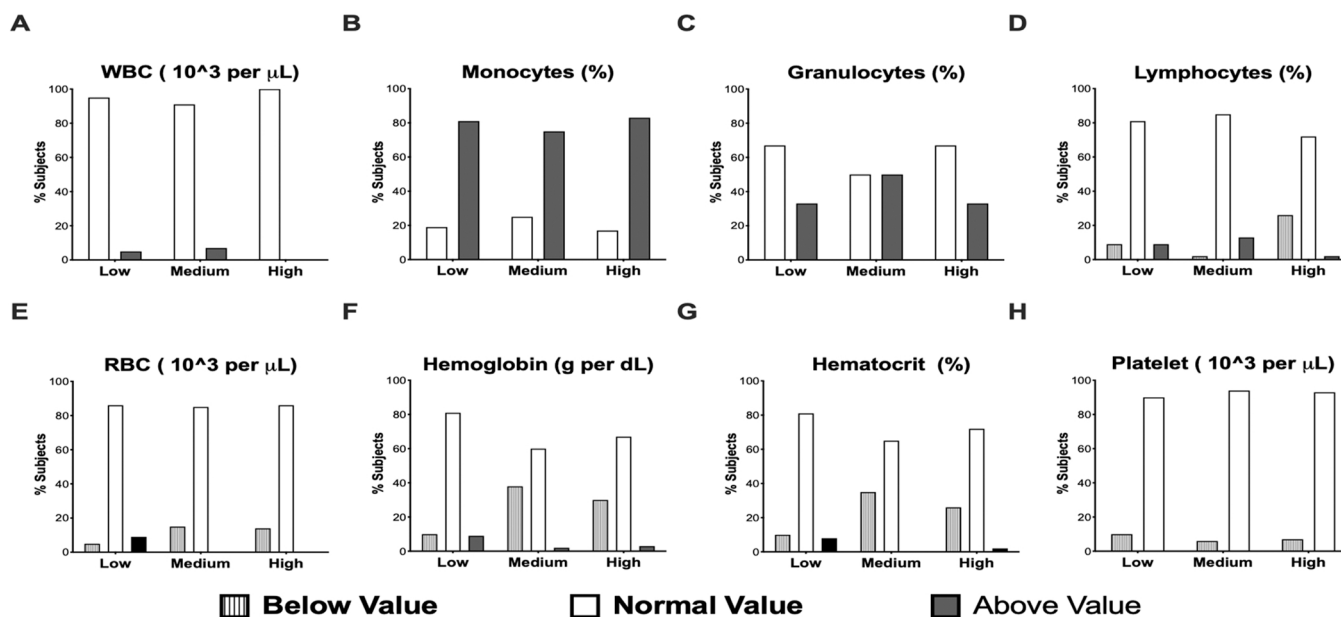 A
B
C
D
WBC ( 10^3 per μL)
Monocytes (%)
Granulocytes (%)
Lymphocytes (%)
% Subjects
100
80
60
40
20
0
Low Medium High
% Subjects
100
80
60
40
20
0
Low Medium High
% Subjects
100
80
60
40
20
0
Low Medium High
% Subjects
100
80
60
40
20
0
Low Medium High
E
F
G
H
RBC ( 10^3 per μL)
Hemoglobin (g per dL)
Hematocrit (%)
Platelet ( 10^3 per μL)
% Subjects
100
80
60
40
20
0
Low Medium High
% Subjects
100
80
60
40
20
0
Low Medium High
% Subjects
100
80
60
40
20
0
Low Medium High
% Subjects
100
80
60
40
20
0
Low Medium High
Below Value Normal Value Above Value